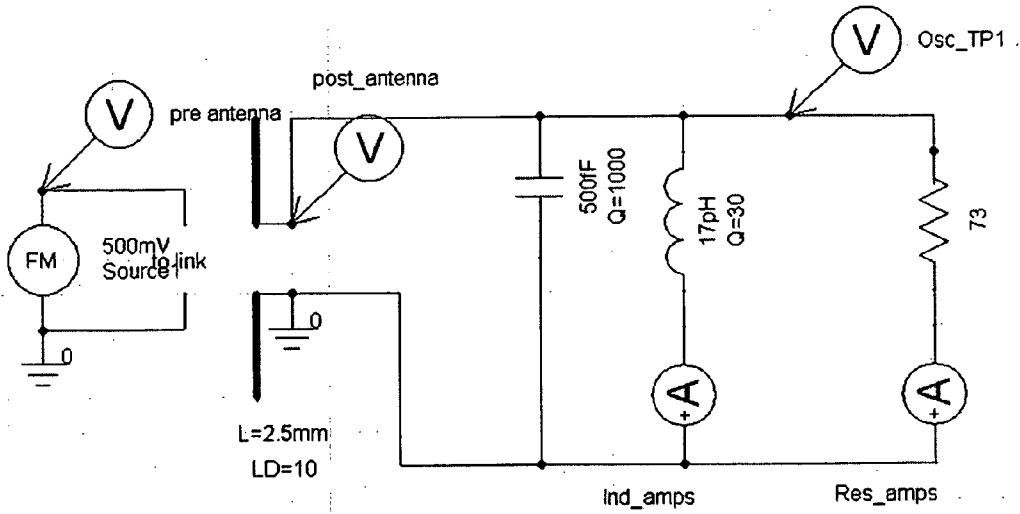 V
Osc_TP1
post_antenna
V
pre antenna
V
FM
500mV
Source1
to link
0
0
L=2.5mm
LD=10
500fF
Q=1000
17pH
Q=30
73
A
+
A
+
Ind_amps
Res_amps